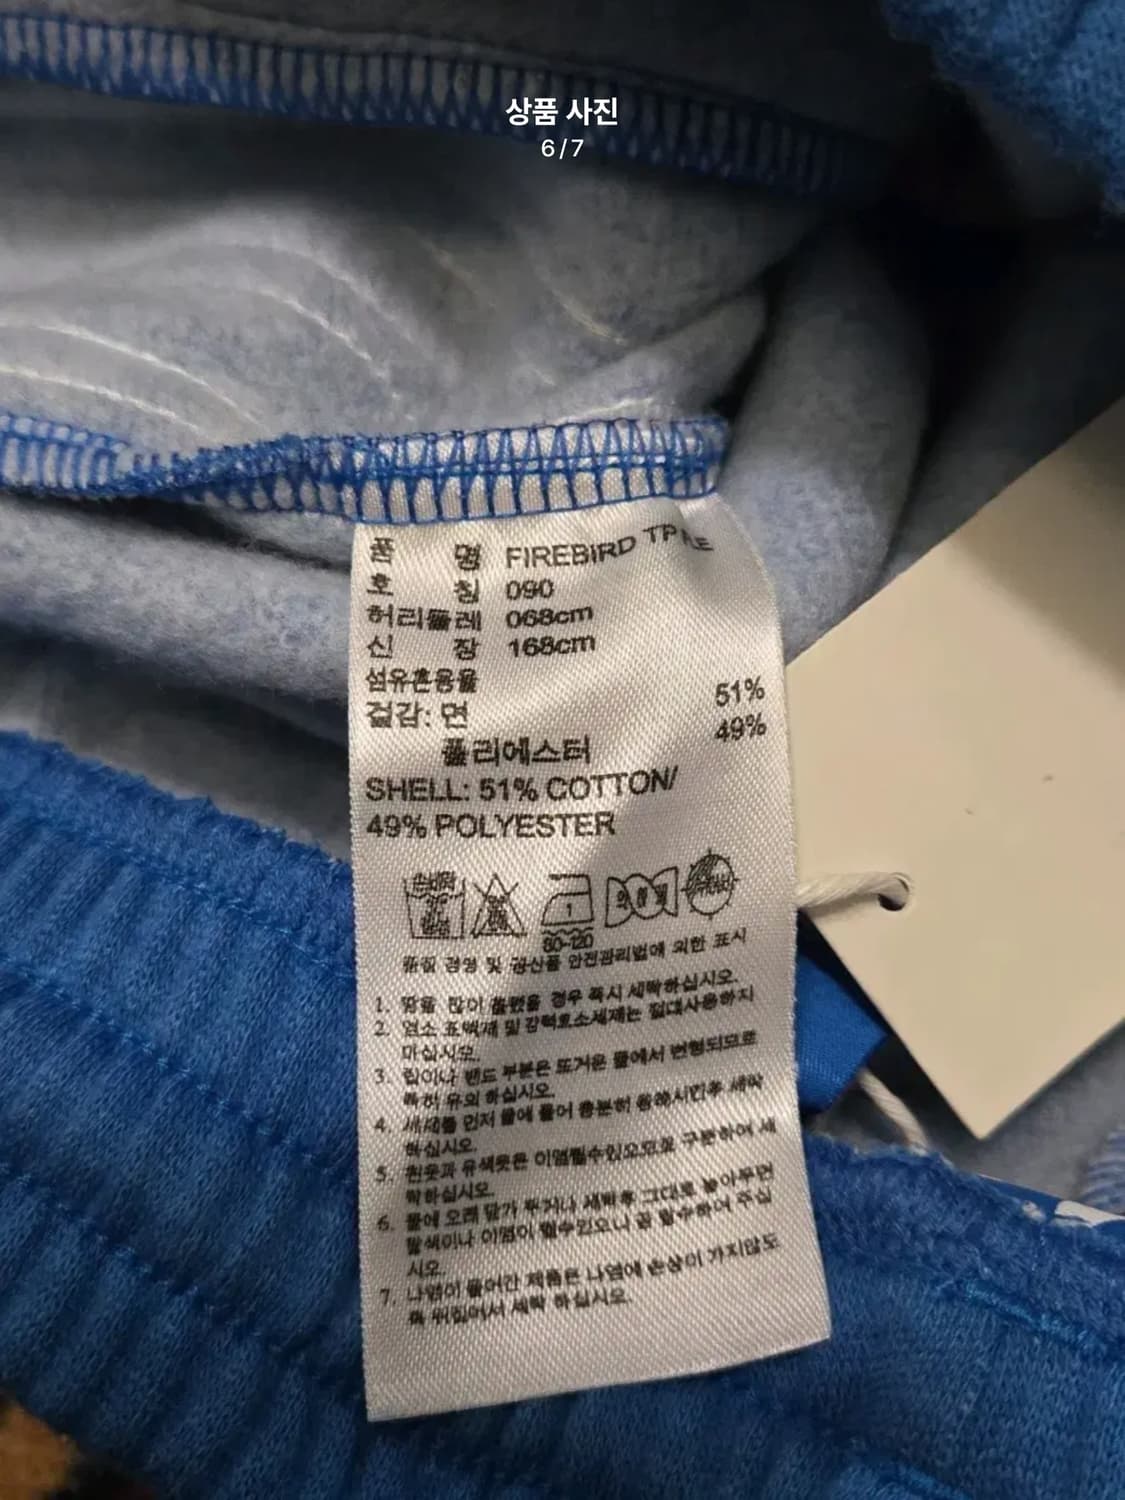 상품 사진
6/7
품 명 FIREBIRD TP
호 칭 090
허리둘레 068cm
신 장 168cm
섬유혼용율
겉감: 면 51%
폴리에스터 49%
SHELL: 51% COTTON/
49% POLYESTER
1
80-120
품질 경영 및 공산품 안전관리법에 의한 표시
1. 땀을 많이 흘렸을 경우 즉시 세탁하십시오.
2. 염소 표백제 및 강력효소세제는 절대사용하지
마십시오.
3. 립이나 밴드 부분은 뜨거운 물에서 변형되므로
특히 유의 하십시오.
4. 세제를 먼저 물에 풀어 충분히 용해시킨후 세탁
하십시오.
5. 흰옷과 유색옷은 이염될수있으므로 구분하여 세
탁하십시오.
6. 물에 오래 담가 두거나 세탁후 그대로 놓아두면
탈색이나 이염이 될수있으니 곧 탈수하여 주십
시오.
7. 나염이 들어간 제품은 나염에 손상이 가지않도
록 뒤집어서 세탁 하십시오.